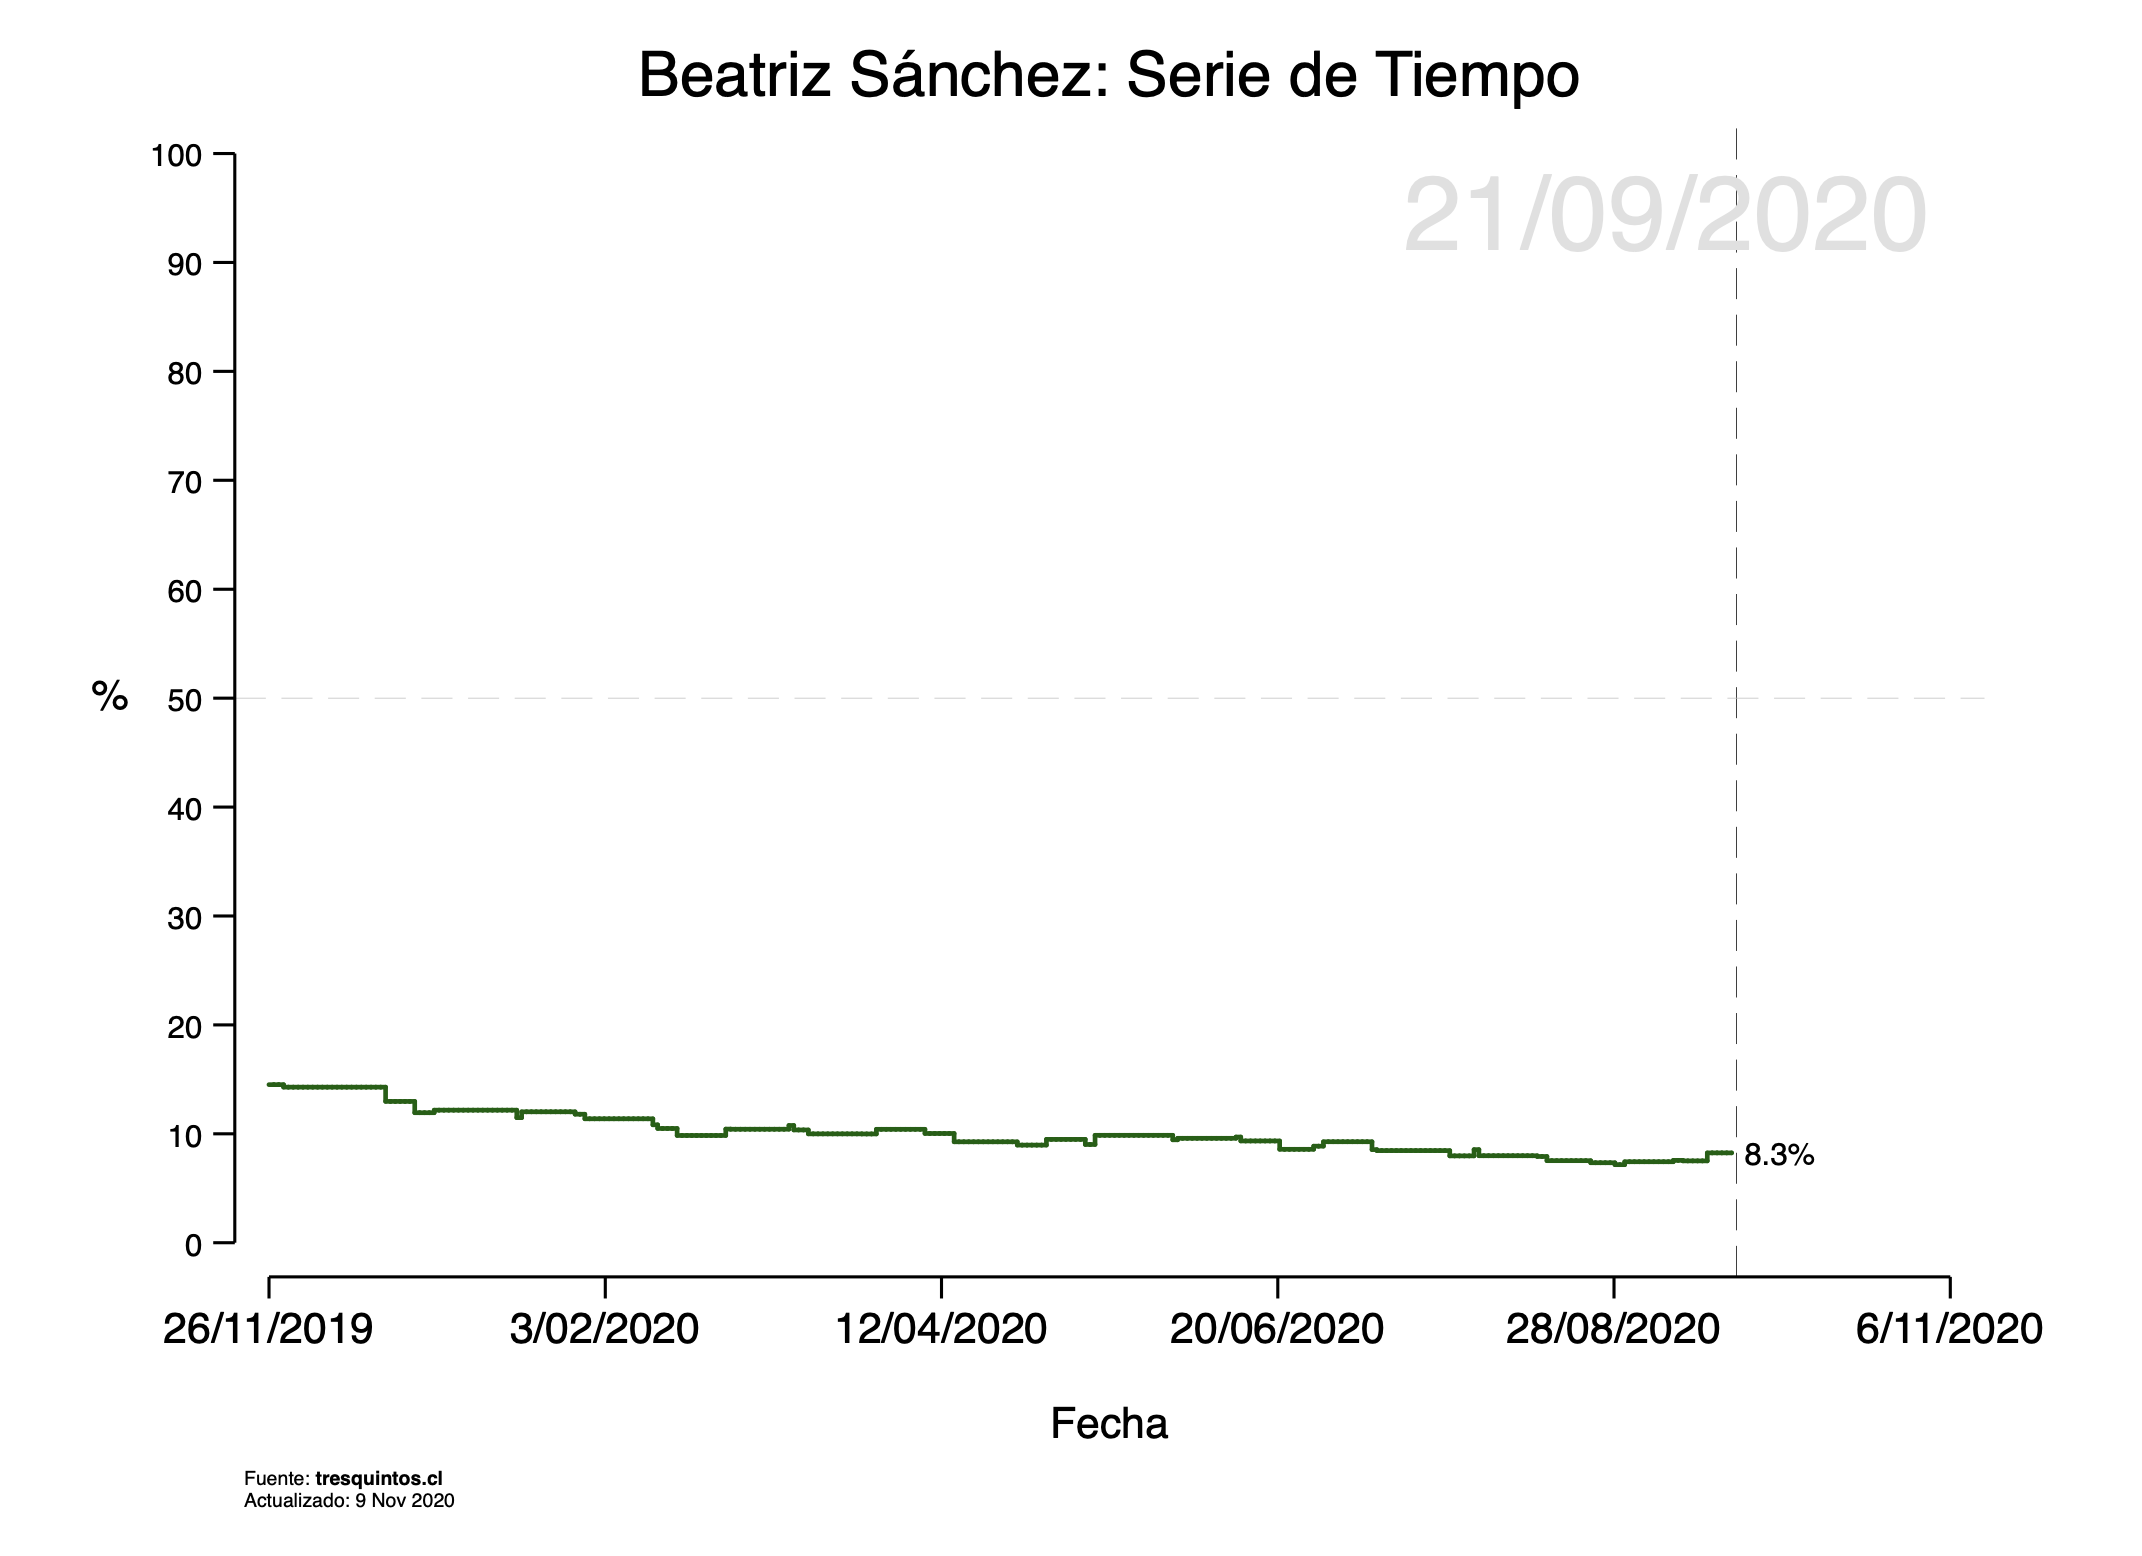 Beatriz Sánchez: Serie de Tiempo
21/09/2020
100
90
80
70
60
50
40
30
20
10
0
%
8.3%
26/11/2019 3/02/2020 12/04/2020 20/06/2020 28/08/2020 6/11/2020
Fecha
Fuente: tresquintos.cl
Actualizado: 9 Nov 2020